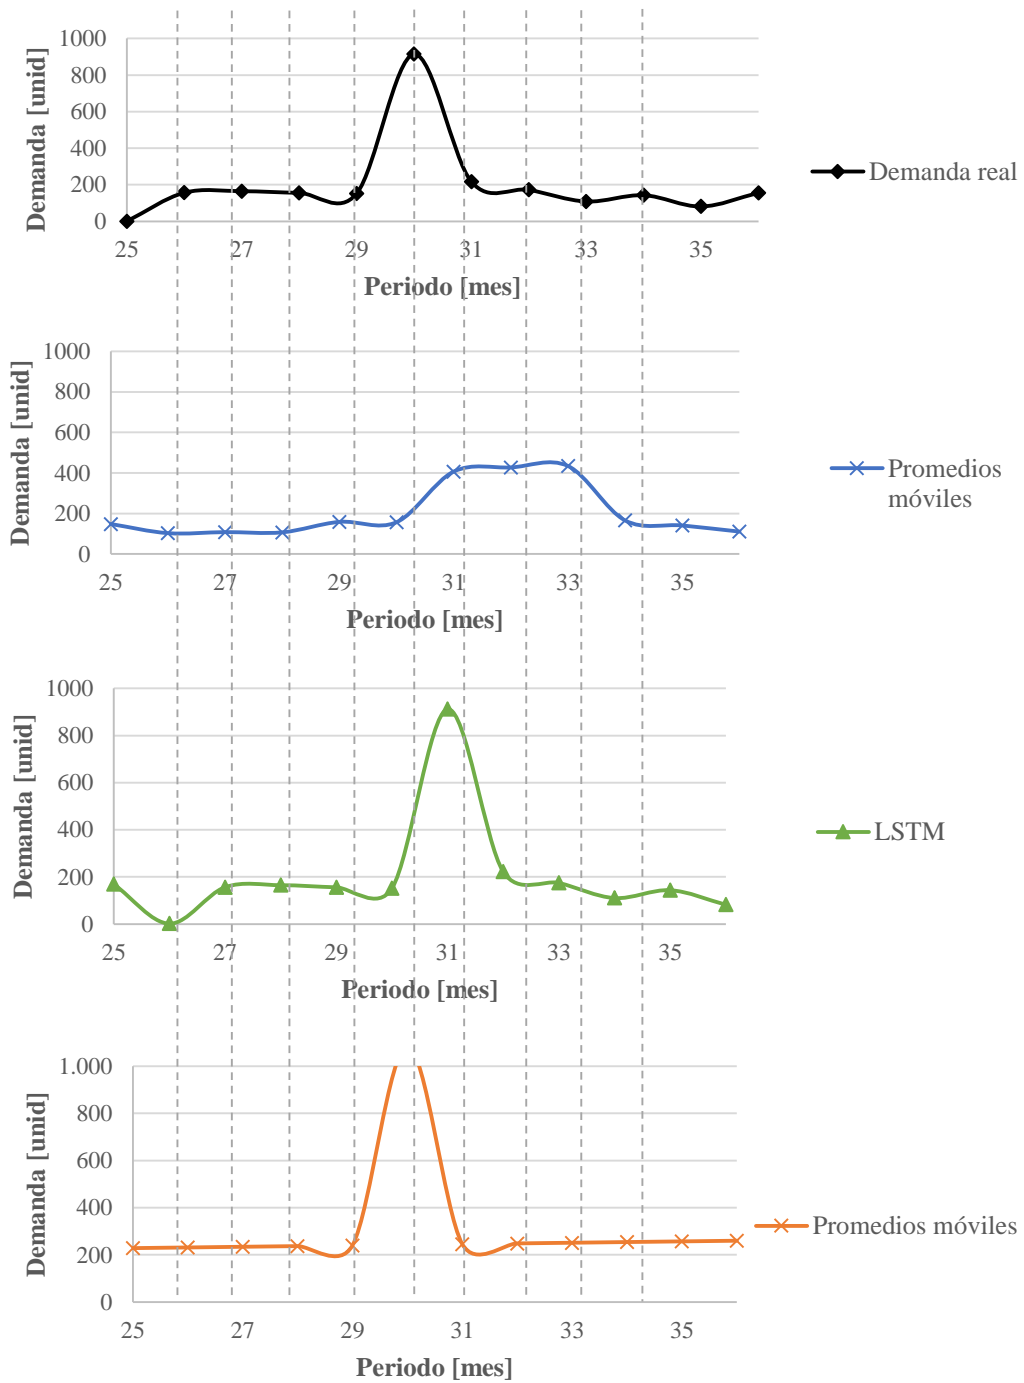 1000
800
600
400
200
0
Demanda [unid]
25 27 29 31 33 35
Periodo [mes]
Demanda real
1000
800
600
400
200
0
Demanda [unid]
25 27 29 31 33 35
Periodo [mes]
Promedios
móviles
1000
800
600
400
200
0
Demanda [unid]
25 27 29 31 33 35
Periodo [mes]
LSTM
1.000
800
600
400
200
0
Demanda [unid]
25 27 29 31 33 35
Periodo [mes]
Promedios móviles